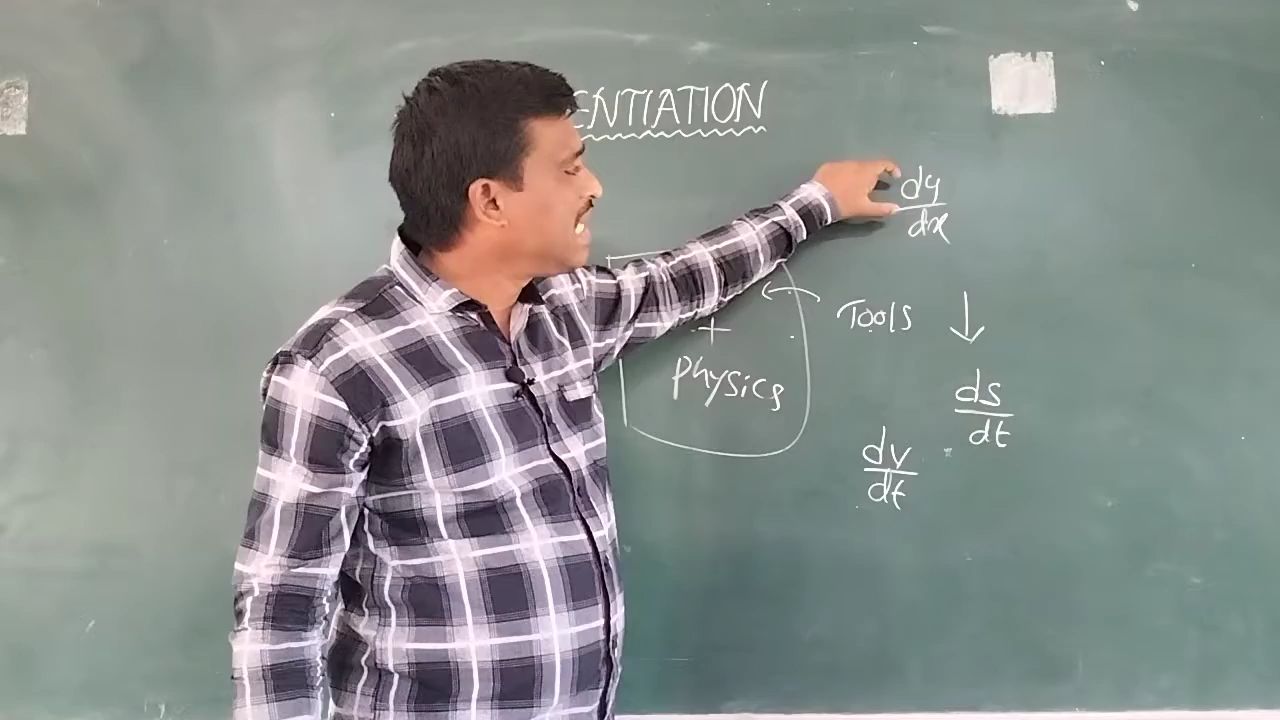 ENTIATION
dy
dx
Tools ↓
+
Physics
ds
dt
dv
dt